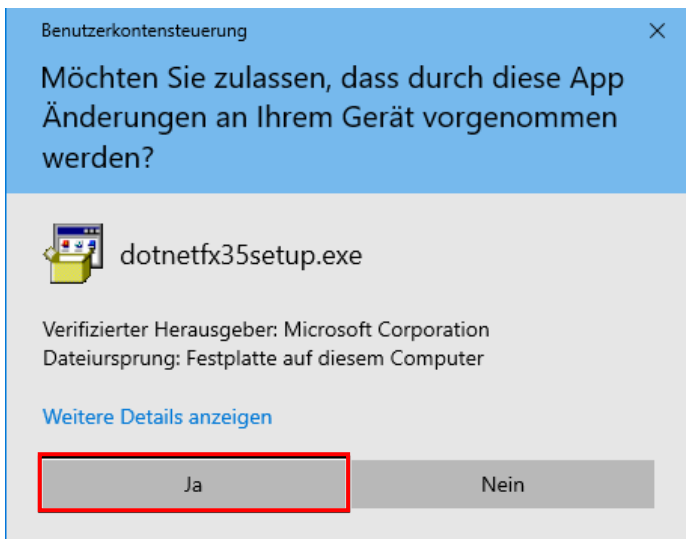 Benutzerkontensteuerung
Möchten Sie zulassen, dass durch diese App
Änderungen an Ihrem Gerät vorgenommen
werden?
dotnetfx35setup.exe
Verifizierter Herausgeber: Microsoft Corporation
Dateiursprung: Festplatte auf diesem Computer
Weitere Details anzeigen
Ja
Nein